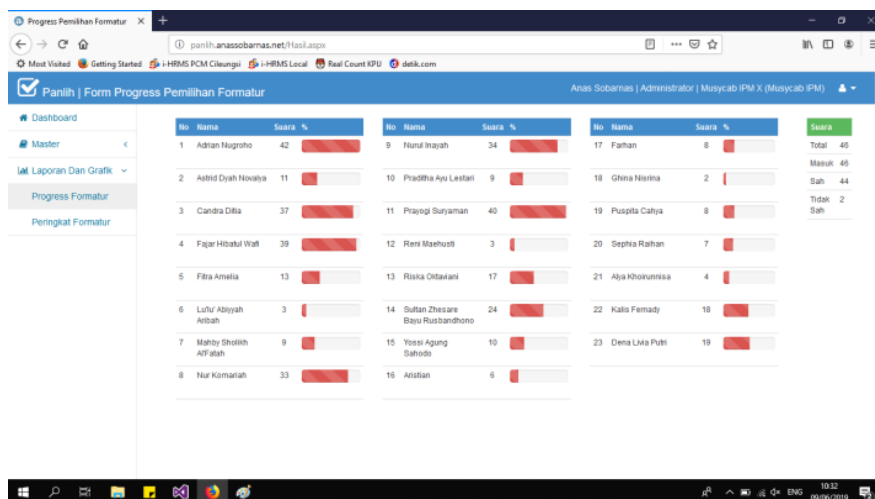 Progress Pemilihan Formatur
panlih.anassobarnas.net/Hasil.aspx
Most Visited Getting Started i-HRMS PCM Cileungsi i-HRMS Local Real Count KPU detik.com
Panlih | Form Progress Pemilihan Formatur
Anas Sobarnas | Administrator | Musycab IPM X (Musycab IPM)
Dashboard
Master
Laporan Dan Grafik
Progress Formatur
Peringkat Formatur
No Nama Suara %
1 Adrian Nugroho 42
2 Astrid Dyah Novalya 11
3 Candra Difia 37
4 Fajar Hibatul Wafi 39
5 Fitra Amelia 13
6 Lu'lu' Abiyyah 3
Aribah
7 Mahby Sholikh 9
Al'Fatah
8 Nur Komariah 33
No Nama Suara %
9 Nurul Inayah 34
10 Praditha Ayu Lestari 9
11 Prayogi Suryaman 40
12 Reni Maehusti 3
13 Riska Oktaviani 17
14 Sultan Zhesare 24
Bayu Rusbandhono
15 Yossi Agung 10
Sahodo
16 Aristian 6
No Nama Suara %
17 Farhan 8
18 Ghina Nisrina 2
19 Puspita Cahya 8
20 Sephia Raihan 7
21 Alya Khoirunnisa 4
22 Kalis Fernady 18
23 Dena Livia Putri 19
Suara
Total 46
Masuk 46
Sah 44
Tidak 2
Sah
ENG
10:32
09/06/2019